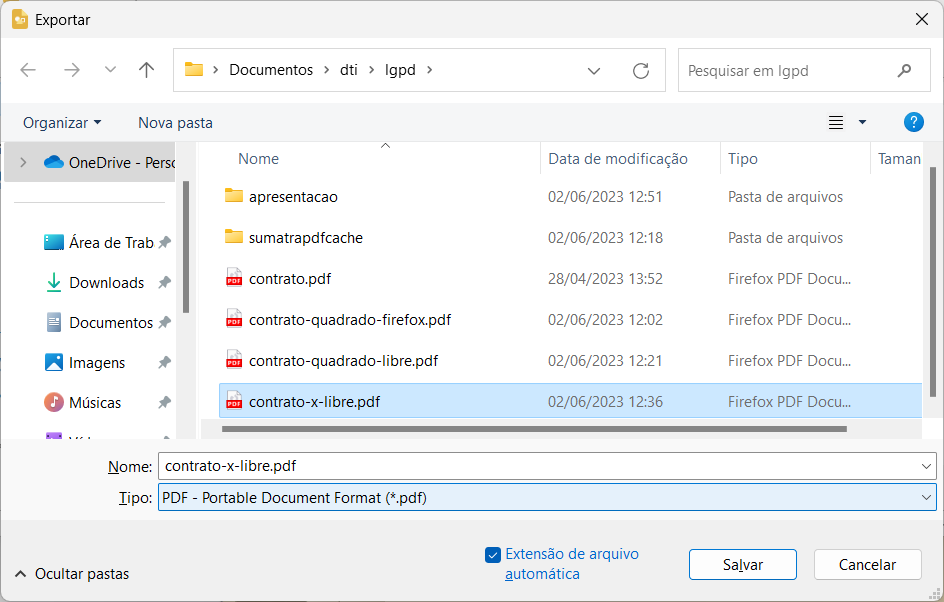 Exportar
Documentos
dti
lgpd
Pesquisar em lgpd
Organizar
Nova pasta
?
OneDrive - Perso
Área de Trab
Downloads
Documentos
Imagens
Músicas
Nome Data de modificação Tipo Taman
apresentacao 02/06/2023 12:51 Pasta de arquivos
sumatrapdfcache 02/06/2023 12:18 Pasta de arquivos
contrato.pdf 28/04/2023 13:52 Firefox PDF Docu...
contrato-quadrado-firefox.pdf 02/06/2023 12:02 Firefox PDF Docu...
contrato-quadrado-libre.pdf 02/06/2023 12:21 Firefox PDF Docu...
contrato-x-libre.pdf 02/06/2023 12:36 Firefox PDF Docu...
Nome: contrato-x-libre.pdf
Tipo: PDF - Portable Document Format (*.pdf)
Extensão de arquivo
automática
Salvar
Cancelar
Ocultar pastas